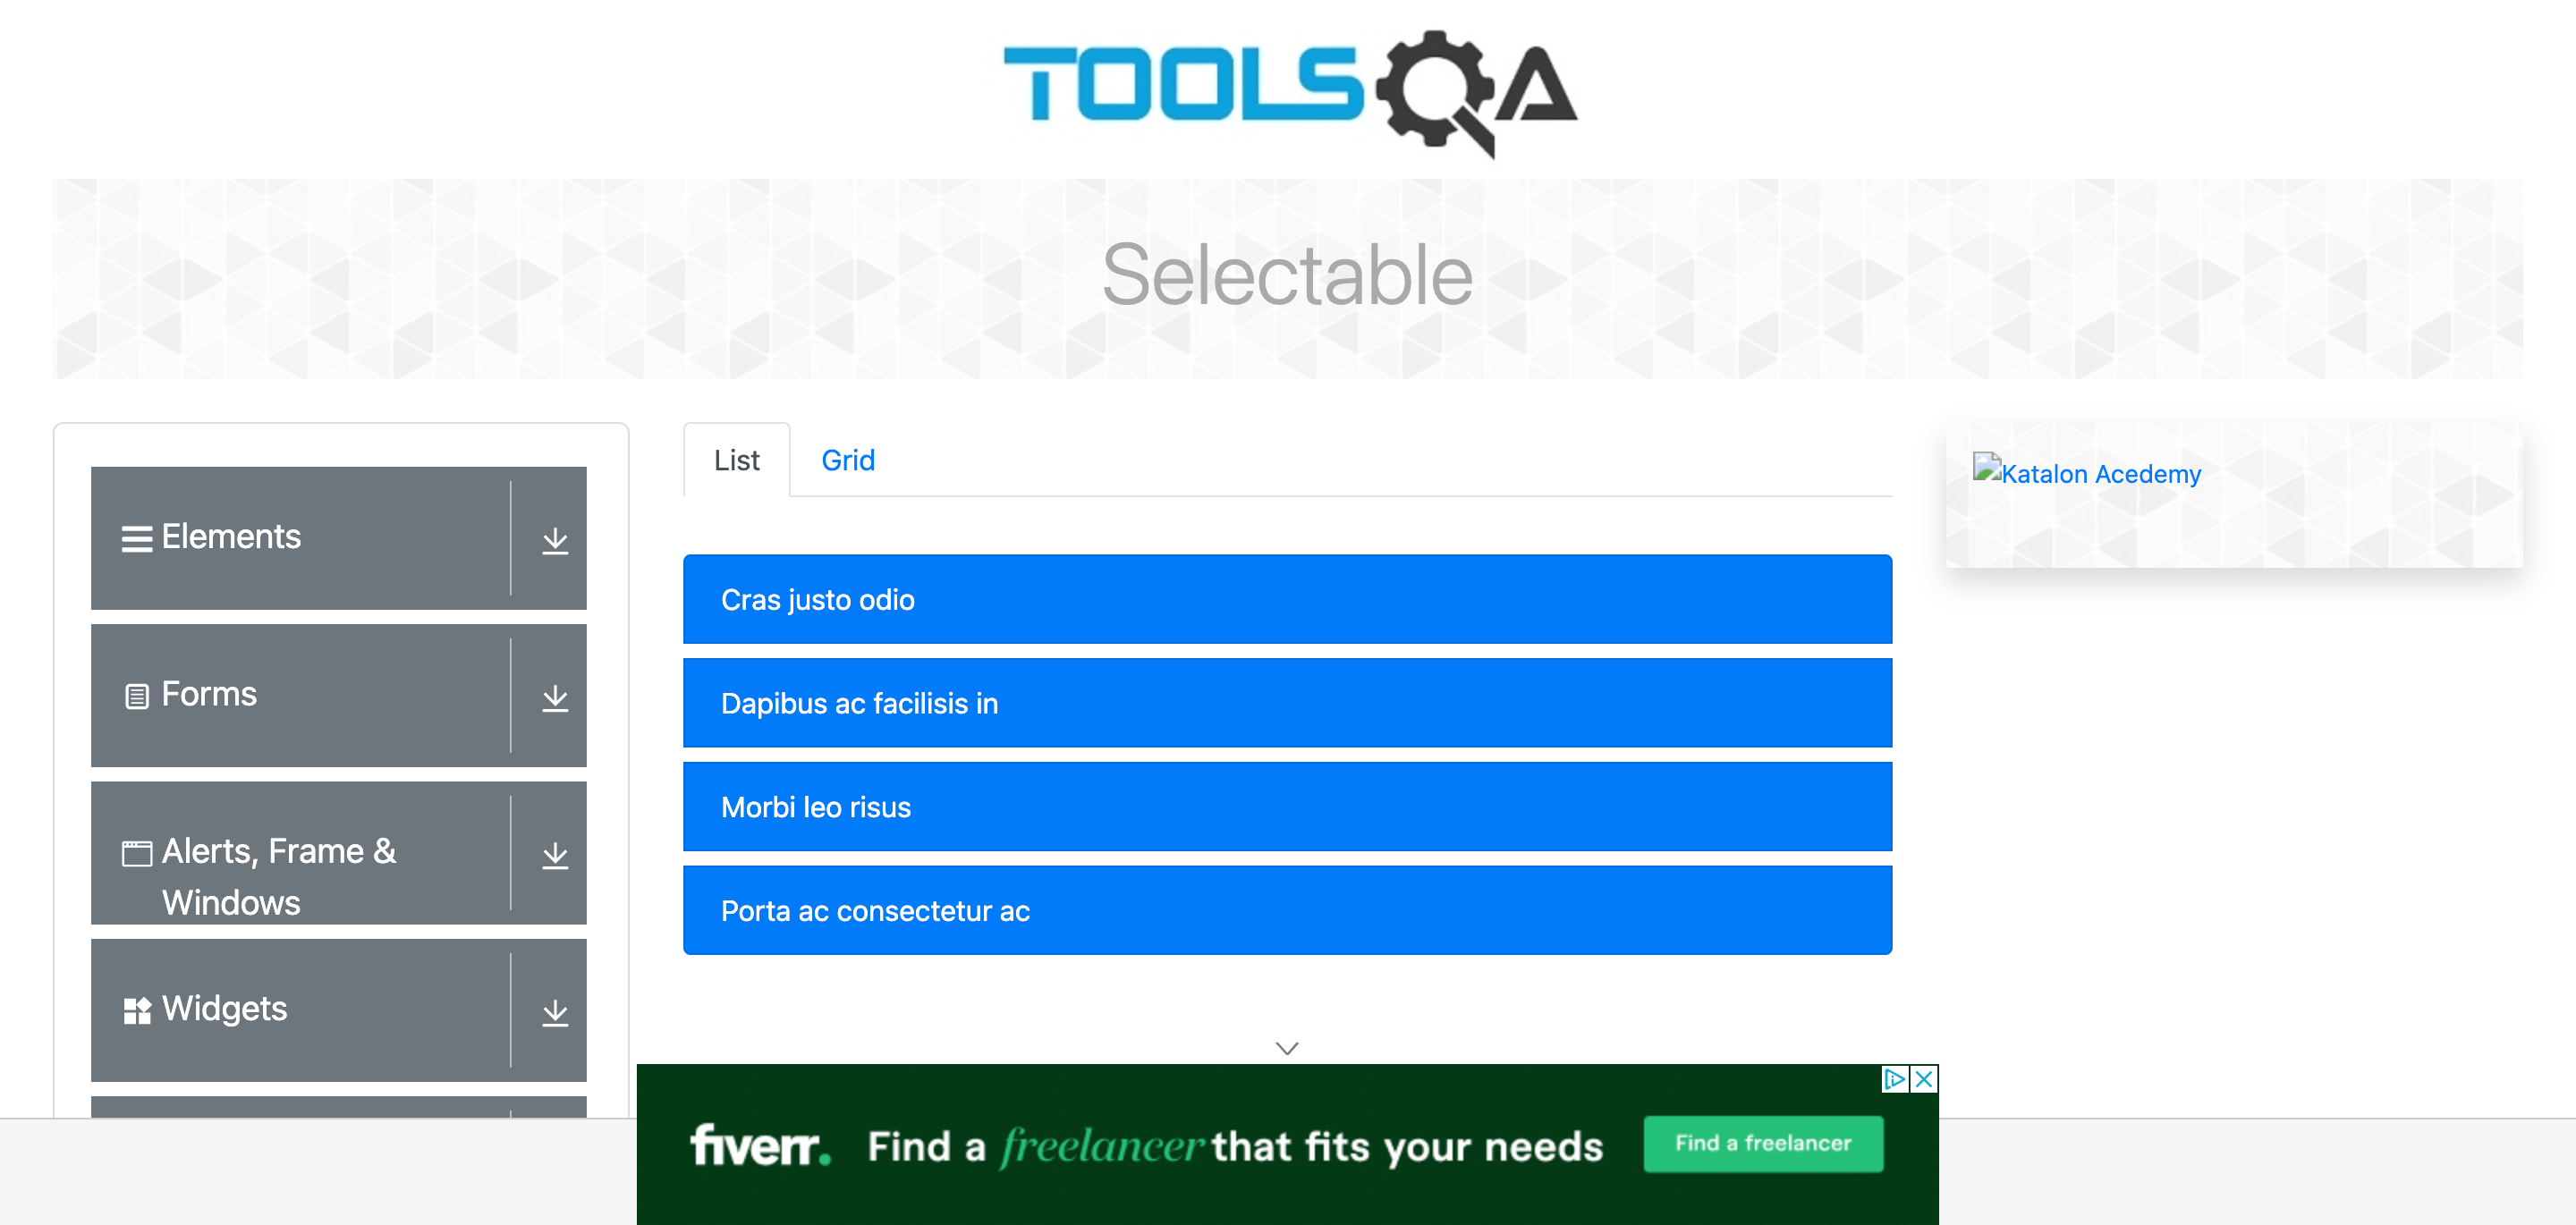 TOOLSQA
Selectable
Elements
Forms
Alerts, Frame &
Windows
Widgets
List
Grid
Cras justo odio
Dapibus ac facilisis in
Morbi leo risus
Porta ac consectetur ac
Katalon Acedemy
fiverr.
Find a freelancer that fits your needs
Find a freelancer